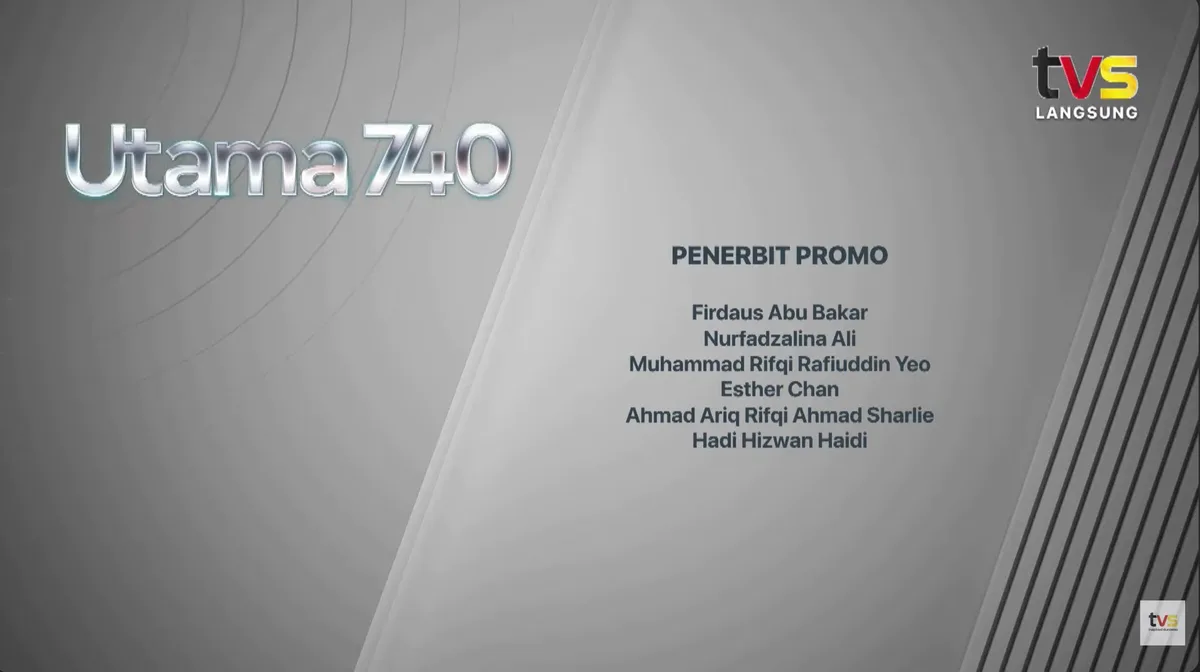 Utama 740
tvs
LANGSUNG
PENERBIT PROMO
Firdaus Abu Bakar
Nurfadzalina Ali
Muhammad Rifqi Rafiuddin Yeo
Esther Chan
Ahmad Ariq Rifqi Ahmad Sharlie
Hadi Hizwan Haidi
tvs